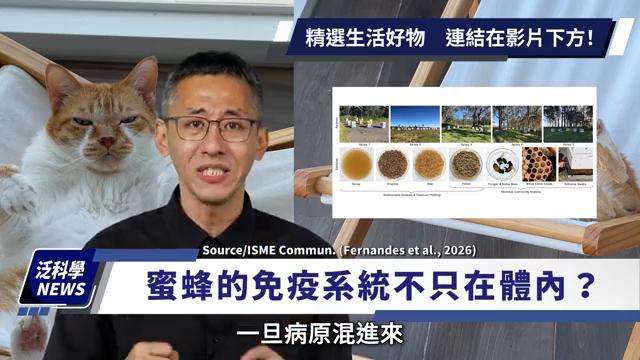 精選生活好物　連結在影片下方！
Source/ISME Commun. (Fernandes et al., 2026)
泛科學
NEWS
蜜蜂的免疫系統不只在體內？
一旦病原混進來